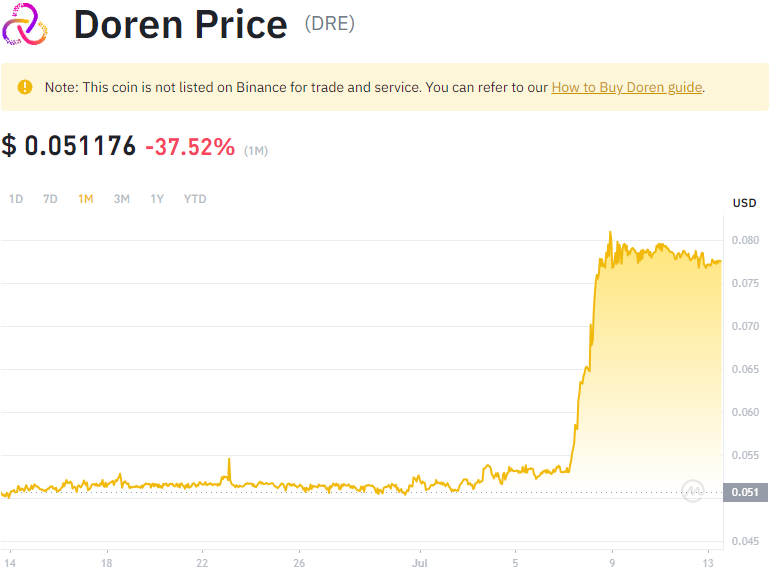 Doren Price (DRE)
Note: This coin is not listed on Binance for trade and service. You can refer to our How to Buy Doren guide.
$ 0.051176 -37.52% (1M)
1D 7D 1M 3M 1Y YTD
USD
0.080
0.075
0.070
0.065
0.060
0.055
0.051
0.045
14 18 22 26 Jul 5 9 13